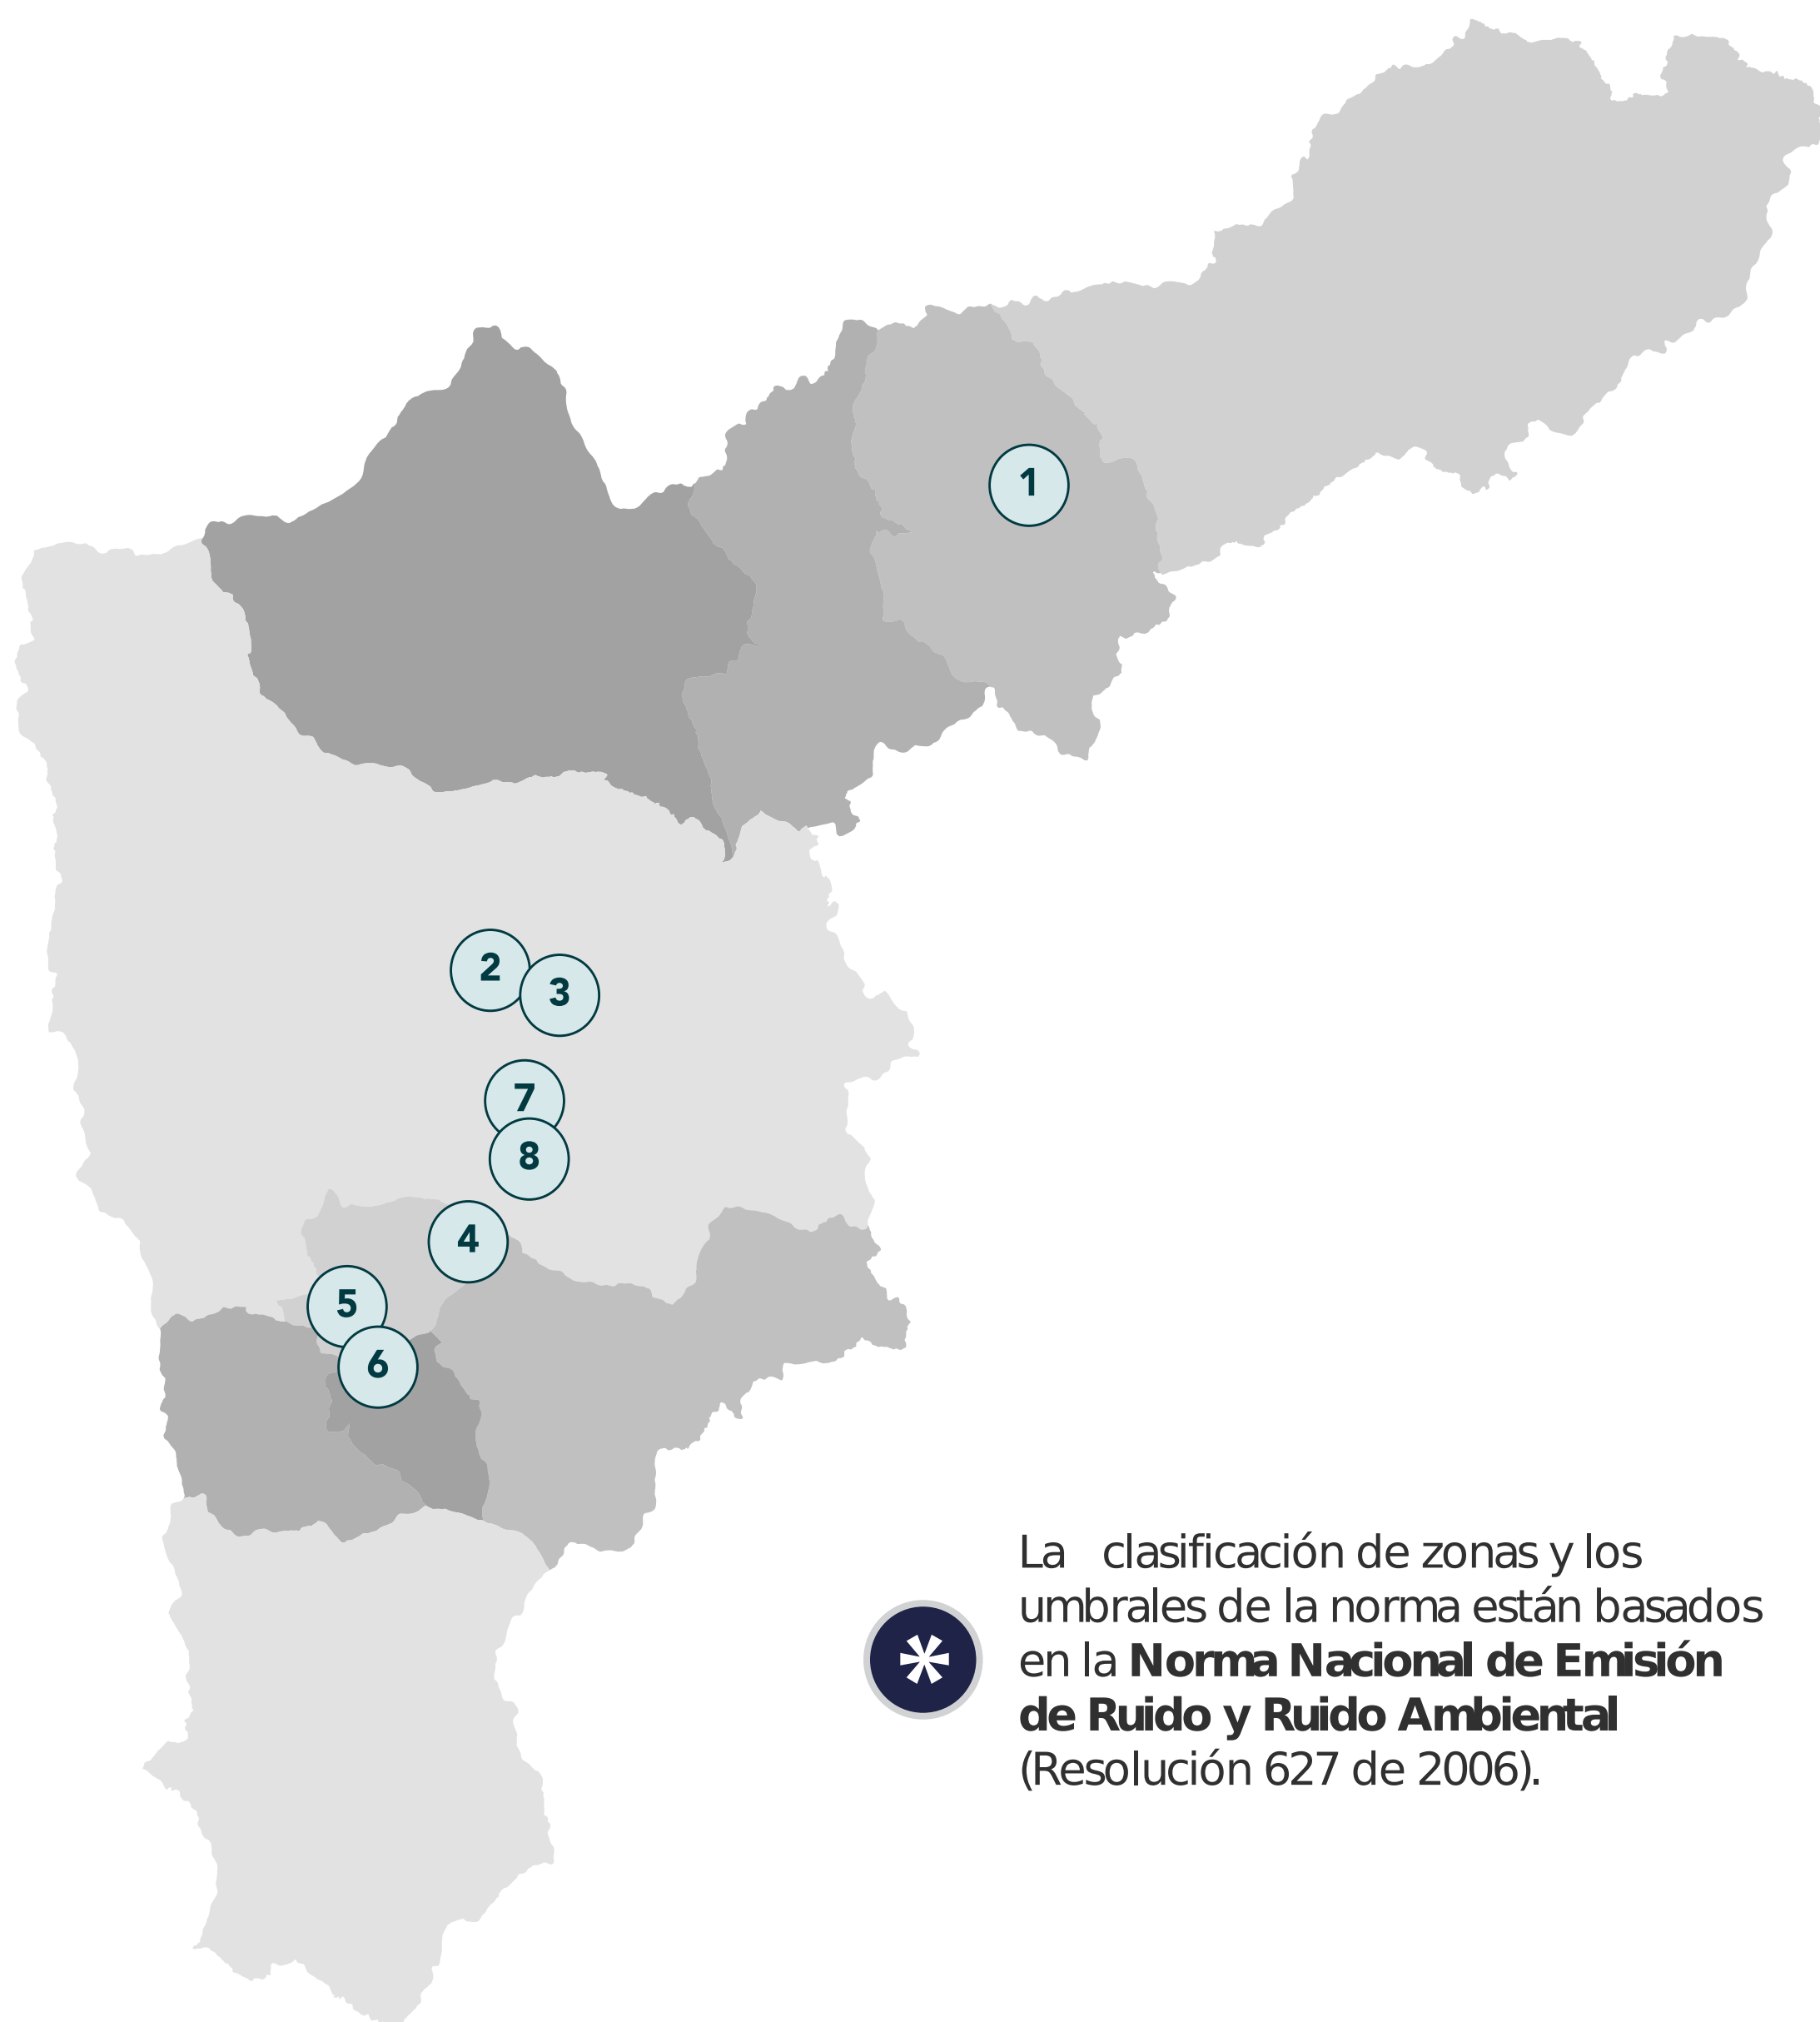 1
2
3
7
8
4
5
6
La clasificación de zonas y los
umbrales de la norma están basados
en la Norma Nacional de Emisión
de Ruido y Ruido Ambiental
(Resolución 627 de 2006).